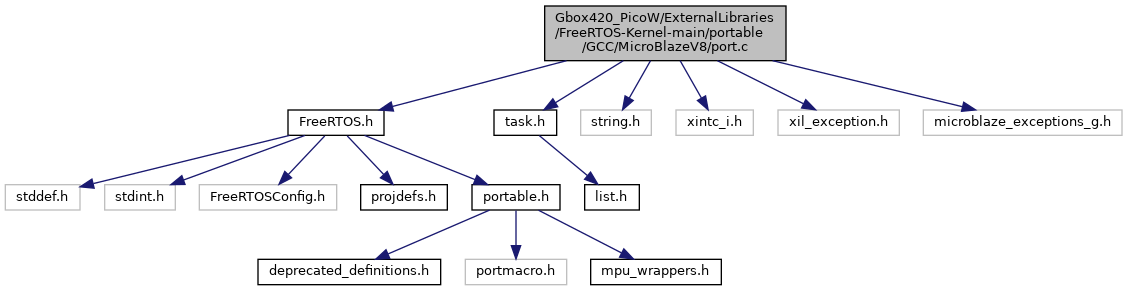 Gbox420_PicoW/ExternalLibraries
/FreeRTOS-Kernel-main/portable
/GCC/MicroBlazeV8/port.c
FreeRTOS.h
task.h
string.h
xintc_i.h
xil_exception.h
microblaze_exceptions_g.h
stddef.h
stdint.h
FreeRTOSConfig.h
projdefs.h
portable.h
list.h
deprecated_definitions.h
portmacro.h
mpu_wrappers.h